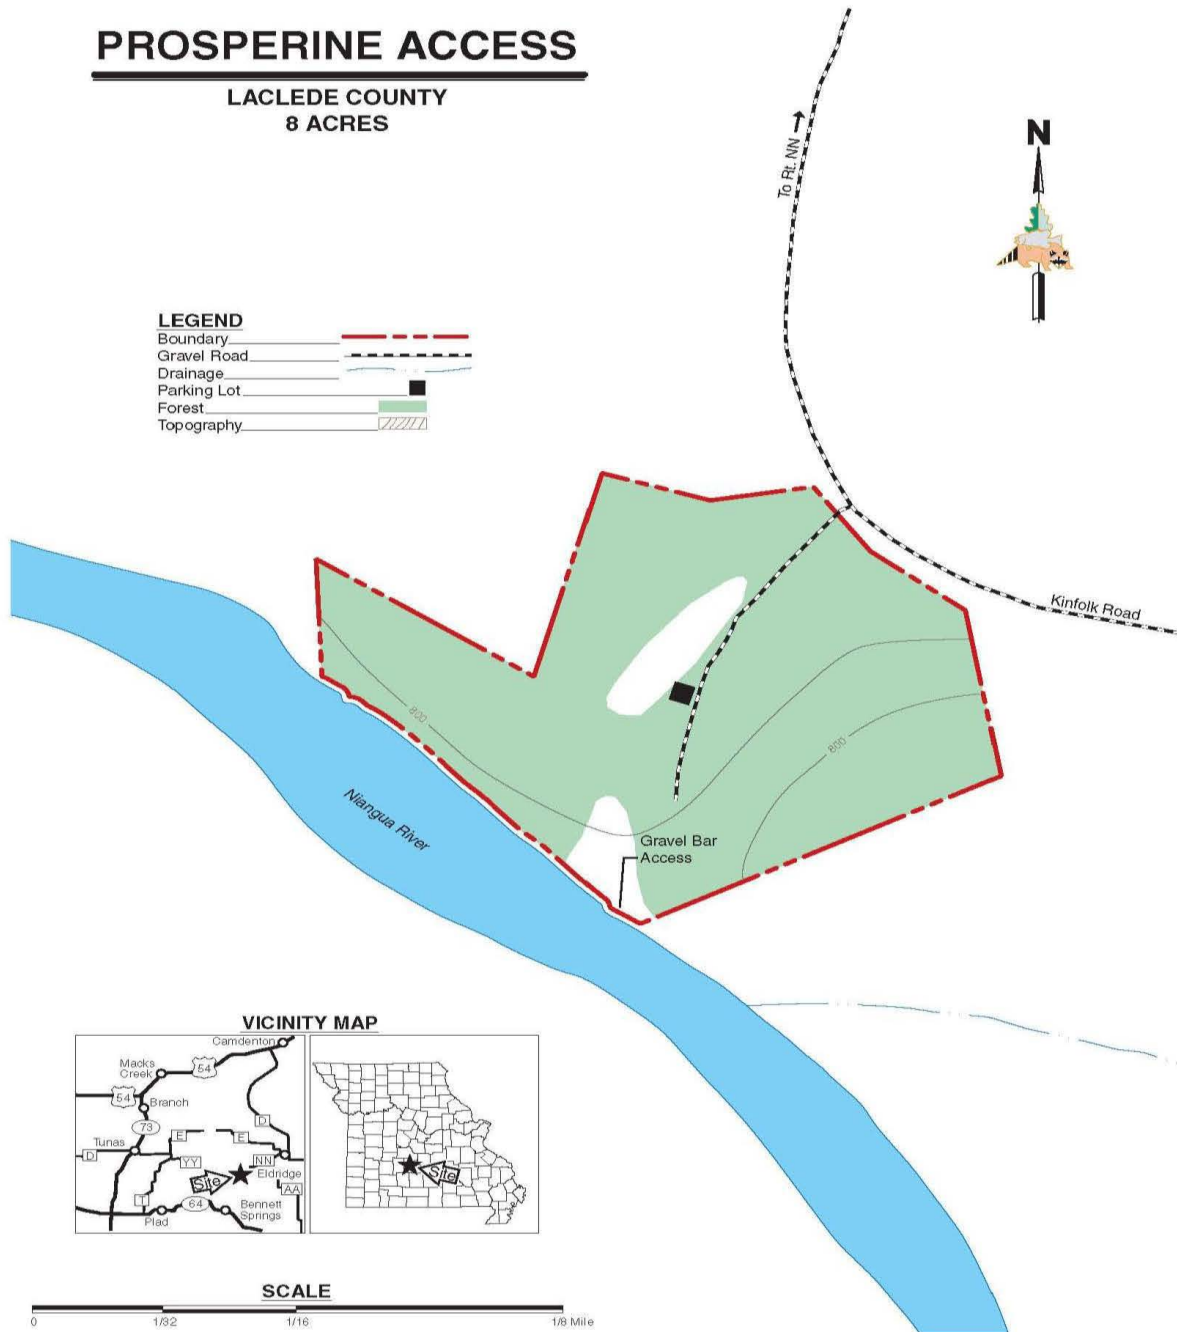 PROSPERINE ACCESS
LACLEDE COUNTY
8 ACRES
To Rt. NN
N
LEGEND
Boundary
Gravel Road
Drainage
Parking Lot
Forest
Topography
Kinfolk Road
800
800
Niangua River
Gravel Bar
Access
VICINITY MAP
Camdenton
Macks
Creek
54
54
Branch
73
D
Tunas
E
E
D
YY
NN
Eldridge
Site
AA
T
64
Bennett
Springs
Plad
Site
SCALE
0 1/32 1/16 1/8 Mile